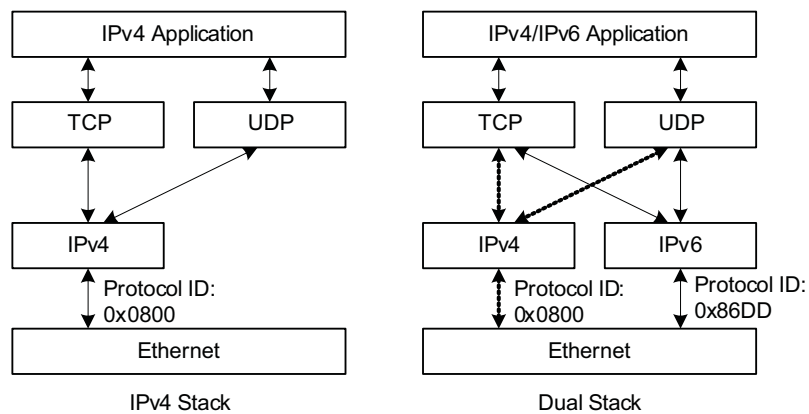 IPv4 Application
TCP
UDP
IPv4
Protocol ID:
0x0800
Ethernet
IPv4 Stack
IPv4/IPv6 Application
TCP
UDP
IPv4
IPv6
Protocol ID:
0x0800
Protocol ID:
0x86DD
Ethernet
Dual Stack